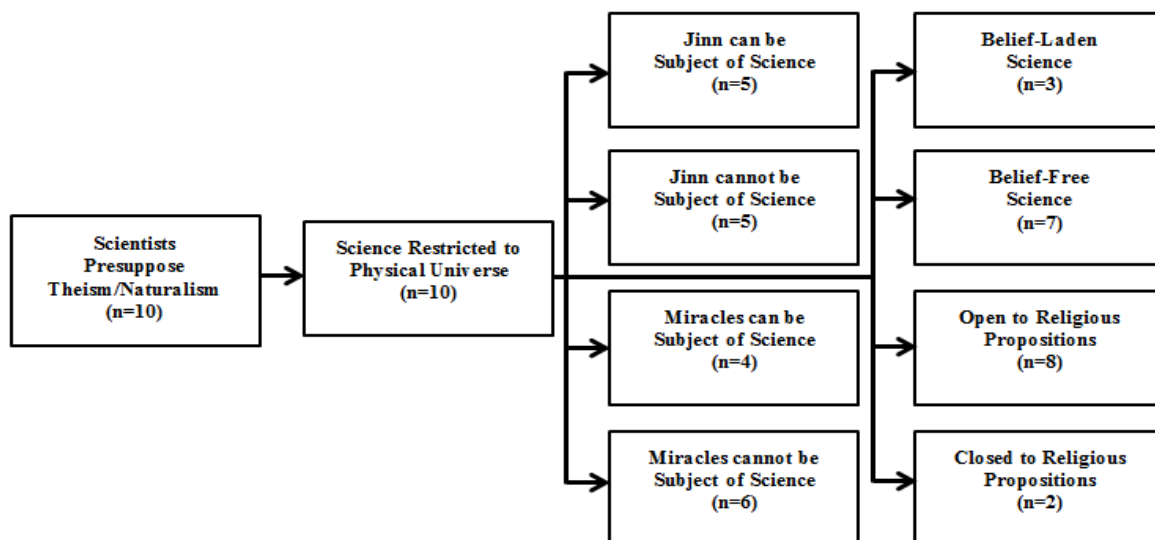 Scientists
Presuppose
Theism/Naturalism
(n=10)
Science Restricted to
Physical Universe
(n=10)
Jinn can be
Subject of Science
(n=5)
Jinn cannot be
Subject of Science
(n=5)
Miracles can be
Subject of Science
(n=4)
Miracles cannot be
Subject of Science
(n=6)
Belief-Laden
Science
(n=3)
Belief-Free
Science
(n=7)
Open to Religious
Propositions
(n=8)
Closed to Religious
Propositions
(n=2)